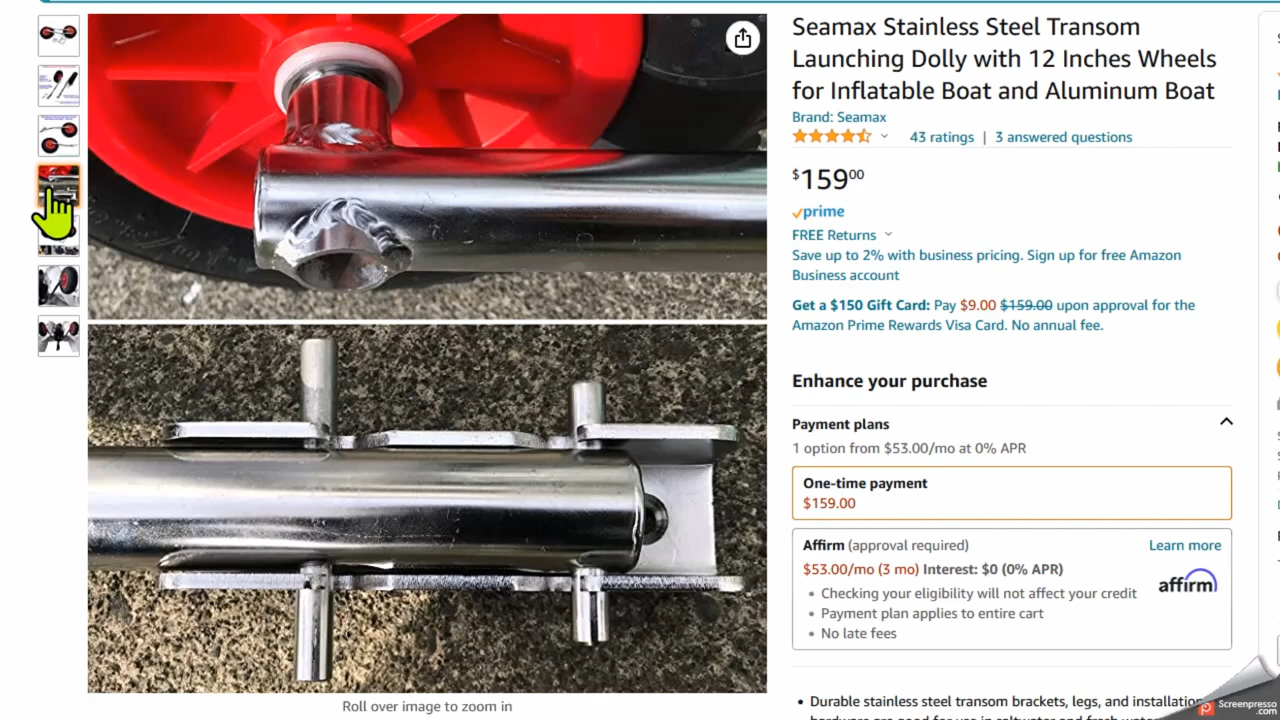 Seamax Stainless Steel Transom
Launching Dolly with 12 Inches Wheels
for Inflatable Boat and Aluminum Boat
Brand: Seamax
43 ratings | 3 answered questions
$159⁰⁰
prime
FREE Returns
Save up to 2% with business pricing. Sign up for free Amazon
Business account
Get a $150 Gift Card: Pay $9.00 $159.00 upon approval for the
Amazon Prime Rewards Visa Card. No annual fee.
Enhance your purchase
Payment plans
1 option from $53.00/mo at 0% APR
One-time payment
$159.00
Affirm (approval required) Learn more
$53.00/mo (3 mo) Interest: $0 (0% APR)
affirm
• Checking your eligibility will not affect your credit
• Payment plan applies to entire cart
• No late fees
Roll over image to zoom in
• Durable stainless steel transom brackets, legs, and installation
Screenpresso
.com